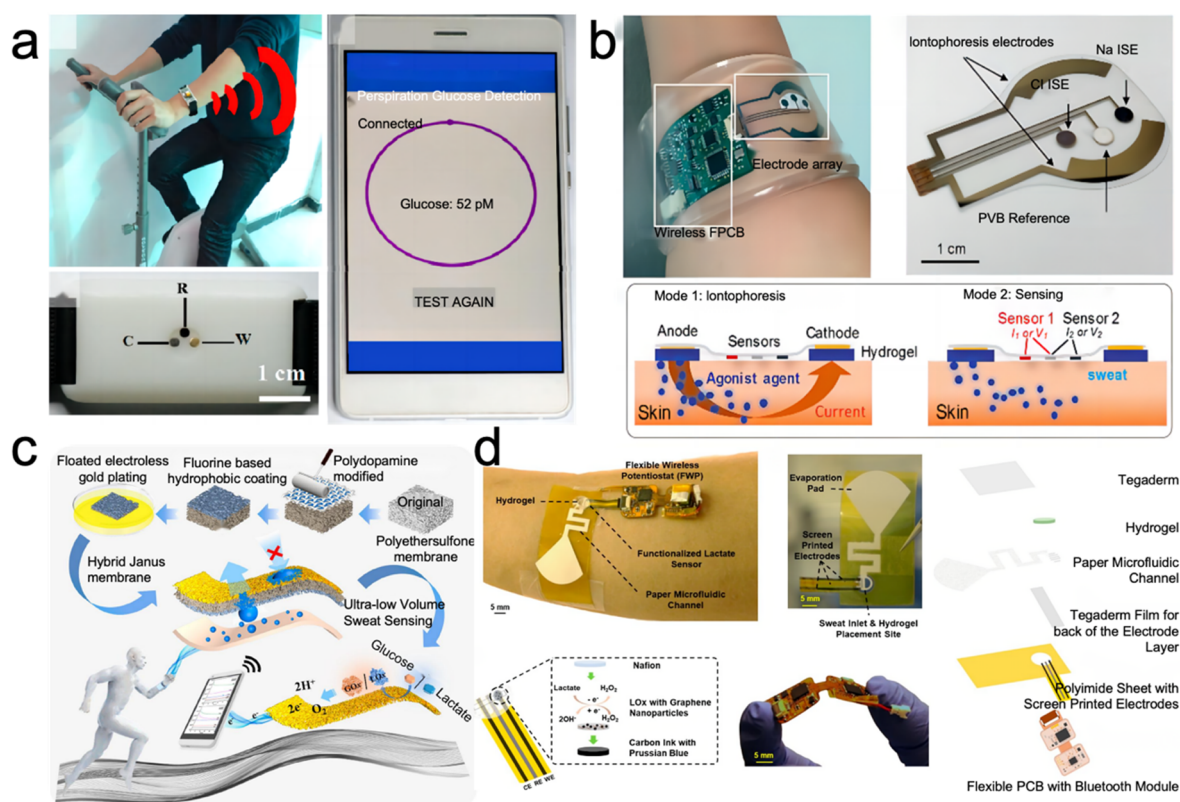 a
Perspiration Glucose Detection
Connected
Glucose: 52 pM
TEST AGAIN
R
C
W
1 cm
b
Wireless FPCB
Electrode array
Iontophoresis electrodes
Na ISE
Cl ISE
PVB Reference
1 cm
Mode 1: Iontophoresis
Anode
Sensors
Cathode
Hydrogel
Agonist agent
Skin
Current
Mode 2: Sensing
Sensor 1
I1 or V1
Sensor 2
I2 or V2
sweat
Skin
c
Floated electroless
gold plating
Fluorine based
hydrophobic coating
Polydopamine
modified
Original
Polyethersulfone
membrane
Hybrid Janus
membrane
Ultra-low Volume
Sweat Sensing
Glucose
Lactate
GOx
LOx
2H+
2e-
O2
e-
e-
d
Flexible Wireless
Potentiostat (FWP)
Hydrogel
Functionalized Lactate
Sensor
Paper Microfluidic
Channel
5 mm
Evaporation
Pad
Screen
Printed
Electrodes
5 mm
Sweat Inlet & Hydrogel
Placement Site
Tegaderm
Hydrogel
Paper Microfluidic
Channel
Tegaderm Film for
back of the Electrode
Layer
Polyimide Sheet with
Screen Printed Electrodes
Flexible PCB with Bluetooth Module
Nafion
Lactate
H2O2
e-
LOx with Graphene
Nanoparticles
2OH-
e-
H2O2
Carbon Ink with
Prussian Blue
CE RE WE
5 mm